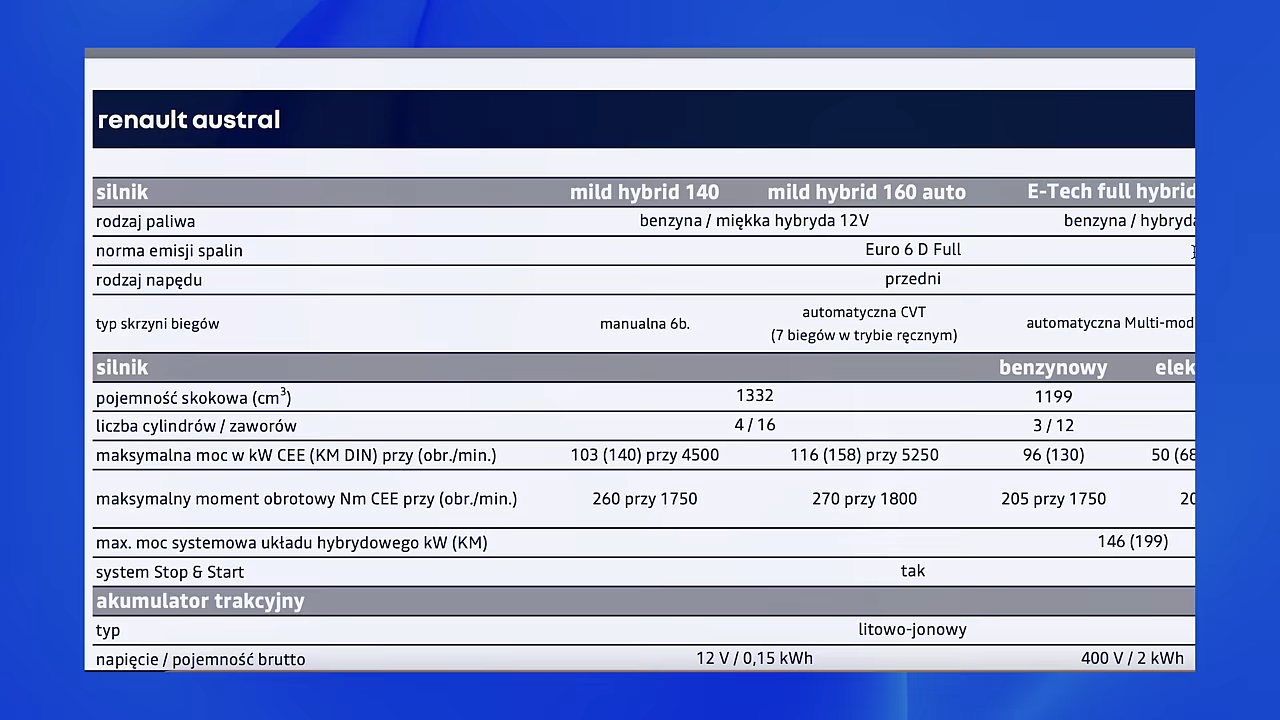 renault austral
silnik mild hybrid 140 mild hybrid 160 auto E-Tech full hybrid
rodzaj paliwa benzyna / miękka hybryda 12V benzyna / hybryda
norma emisji spalin Euro 6 D Full
rodzaj napędu przedni
typ skrzyni biegów manualna 6b. automatyczna CVT (7 biegów w trybie ręcznym) automatyczna
silnik benzynowy
pojemność skokowa (cm³) 1332 1199
liczba cylindrów / zaworów 4 / 16 3 / 12
maksymalna moc w kW CEE (KM DIN) przy (obr./min.) 103 (140) przy 4500 116 (158) przy 5250 96 (130) 50
maksymalny moment obrotowy Nm CEE przy (obr./min.) 260 przy 1750 270 przy 1800 205 przy 1750
max. moc systemowa układu hybrydowego kW (KM) 146 (199)
system Stop & Start tak
akumulator trakcyjny
typ litowo-jonowy
napięcie / pojemność brutto 12 V / 0,15 kWh 400 V / 2 kWh